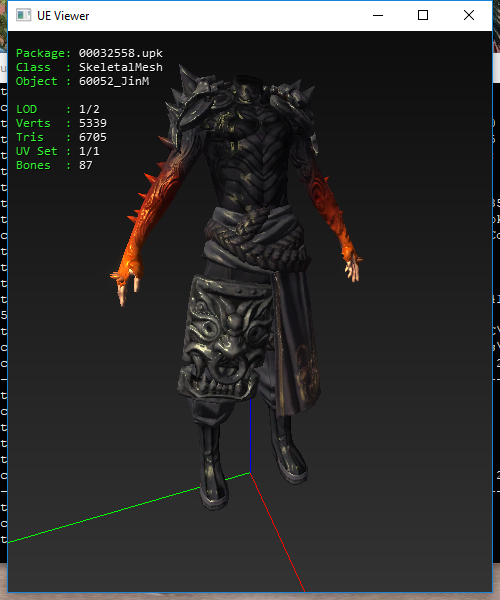 UE Viewer
Package: 00032558.upk
Class : SkeletalMesh
Object : 60052_JinM
LOD : 1/2
Verts : 5339
Tris : 6705
UV Set : 1/1
Bones : 87